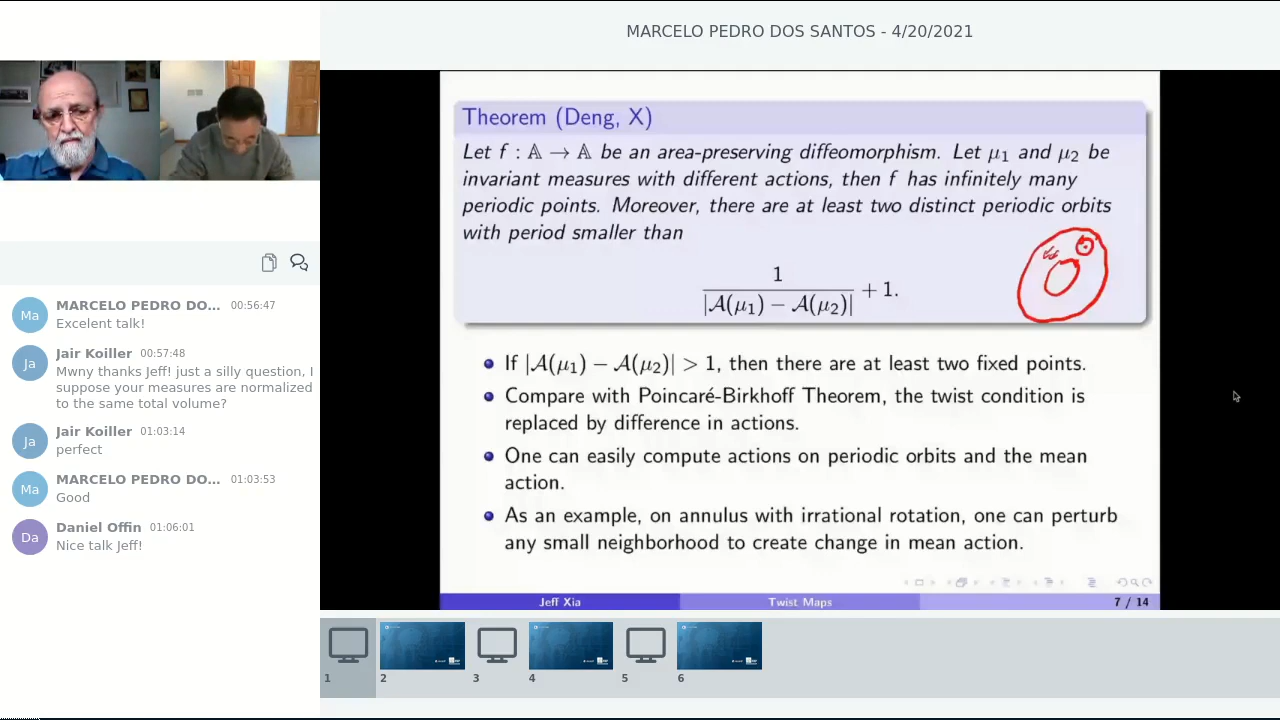 MARCELO PEDRO DOS SANTOS - 4/20/2021
Ma
MARCELO PEDRO DO... 00:56:47
Excelent talk!
Ja
Jair Koiller 00:57:48
Mwny thanks Jeff! just a silly question, I
suppose your measures are normalized
to the same total volume?
Ja
Jair Koiller 01:03:14
perfect
Ma
MARCELO PEDRO DO... 01:03:53
Good
Da
Daniel Offin 01:06:01
Nice talk Jeff!
Theorem (Deng, X)
Let f : 𝔸 → 𝔸 be an area-preserving diffeomorphism. Let μ₁ and μ₂ be
invariant measures with different actions, then f has infinitely many
periodic points. Moreover, there are at least two distinct periodic orbits
with period smaller than
1
|𝒜(μ₁) − 𝒜(μ₂)| + 1.
If |𝒜(μ₁) − 𝒜(μ₂)| > 1, then there are at least two fixed points.
Compare with Poincaré-Birkhoff Theorem, the twist condition is
replaced by difference in actions.
One can easily compute actions on periodic orbits and the mean
action.
As an example, on annulus with irrational rotation, one can perturb
any small neighborhood to create change in mean action.
Jeff Xia Twist Maps 7 / 14
1 2 3 4 5 6